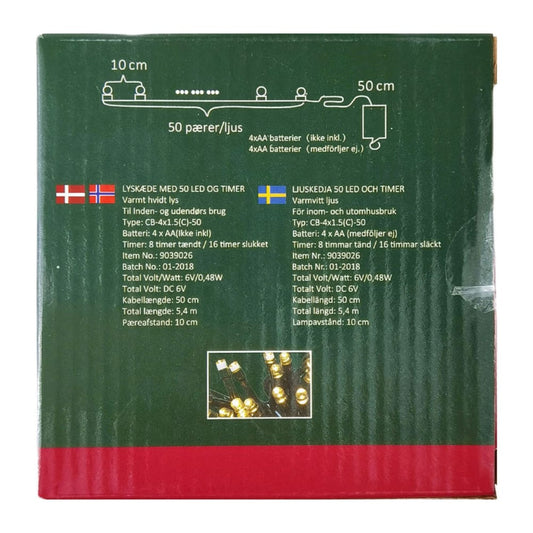 10 cm
50 cm
50 pærer/ljus
4xAA batterier (ikke inkl.)
4xAA batterier (medförljer ej.)
LYSKÆDE MED 50 LED OG TIMER
Varmt hvidt lys
Til Inden- og udendørs brug
Type: CB-4x1.5(C)-50
Batteri: 4 x AA(Ikke inkl)
Timer: 8 timer tændt / 16 timer slukket
Item Nr.: 9039026
Batch No.: 01-2018
Total Volt/Watt: 6V/0,48W
Total Volt: DC 6V
Kabellængde: 50 cm
Total længde: 5,4 m
Pæreafstand: 10 cm
LJUSKEDJA 50 LED OCH TIMER
Varmvitt ljus
För inom- och utomhusbruk
Typ: CB-4x1.5(C)-50
Batteri: 4 x AA (medföljer ej)
Timer: 8 timmar tänd / 16 timmar släckt
Item Nr.: 9039026
Batch No.: 01-2018
Total Volt/Watt: 6V/0,48W
Totalt Volt: DC 6V
Kabellängd: 50 cm
Total längd: 5,4 m
Lampavstånd: 10 cm